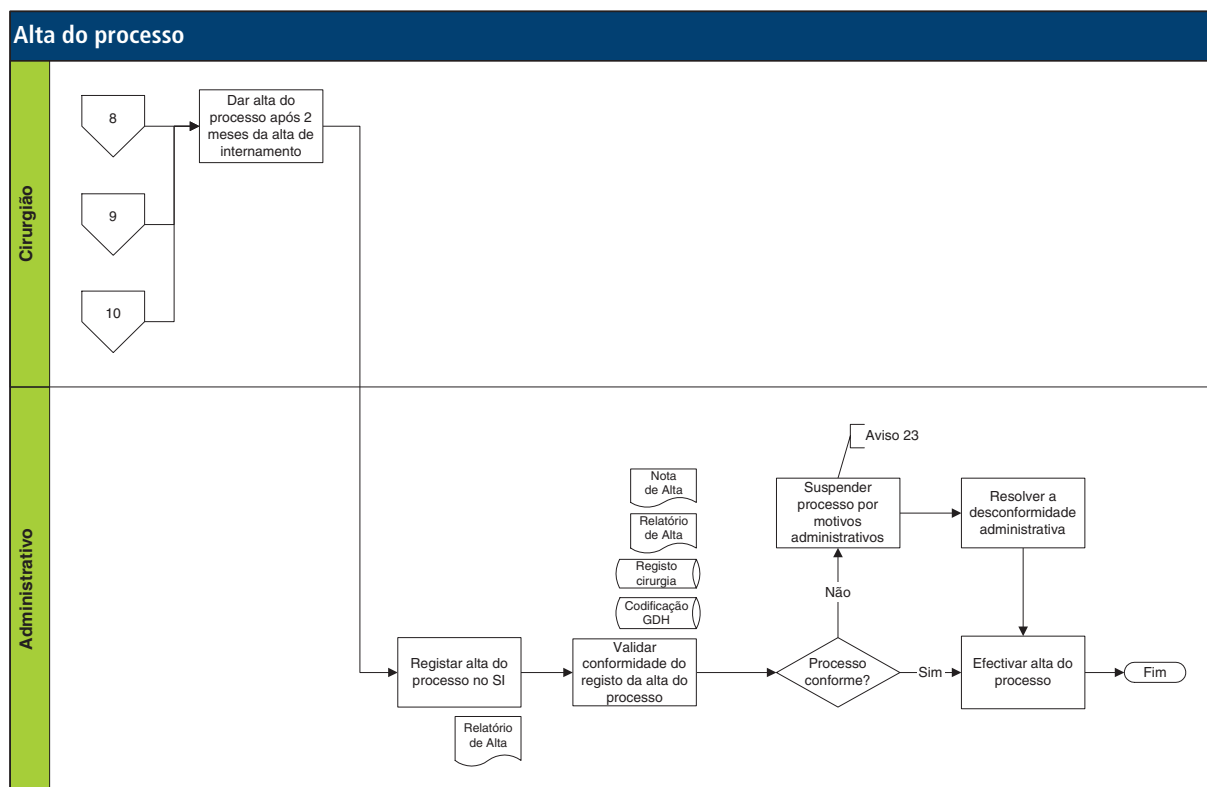 Alta do processo
Cirurgião
8
9
10
Dar alta do
processo após 2
meses da alta de
internamento
Administrativo
Registar alta do
processo no SI
Relatório
de Alta
Nota
de Alta
Relatório
de Alta
Registo
cirurgia
Codificação
GDH
Validar
conformidade do
registo da alta do
processo
Processo
conforme?
Não
Sim
Suspender
processo por
motivos
administrativos
Aviso 23
Resolver a
desconformidade
administrativa
Efectivar alta do
processo
Fim